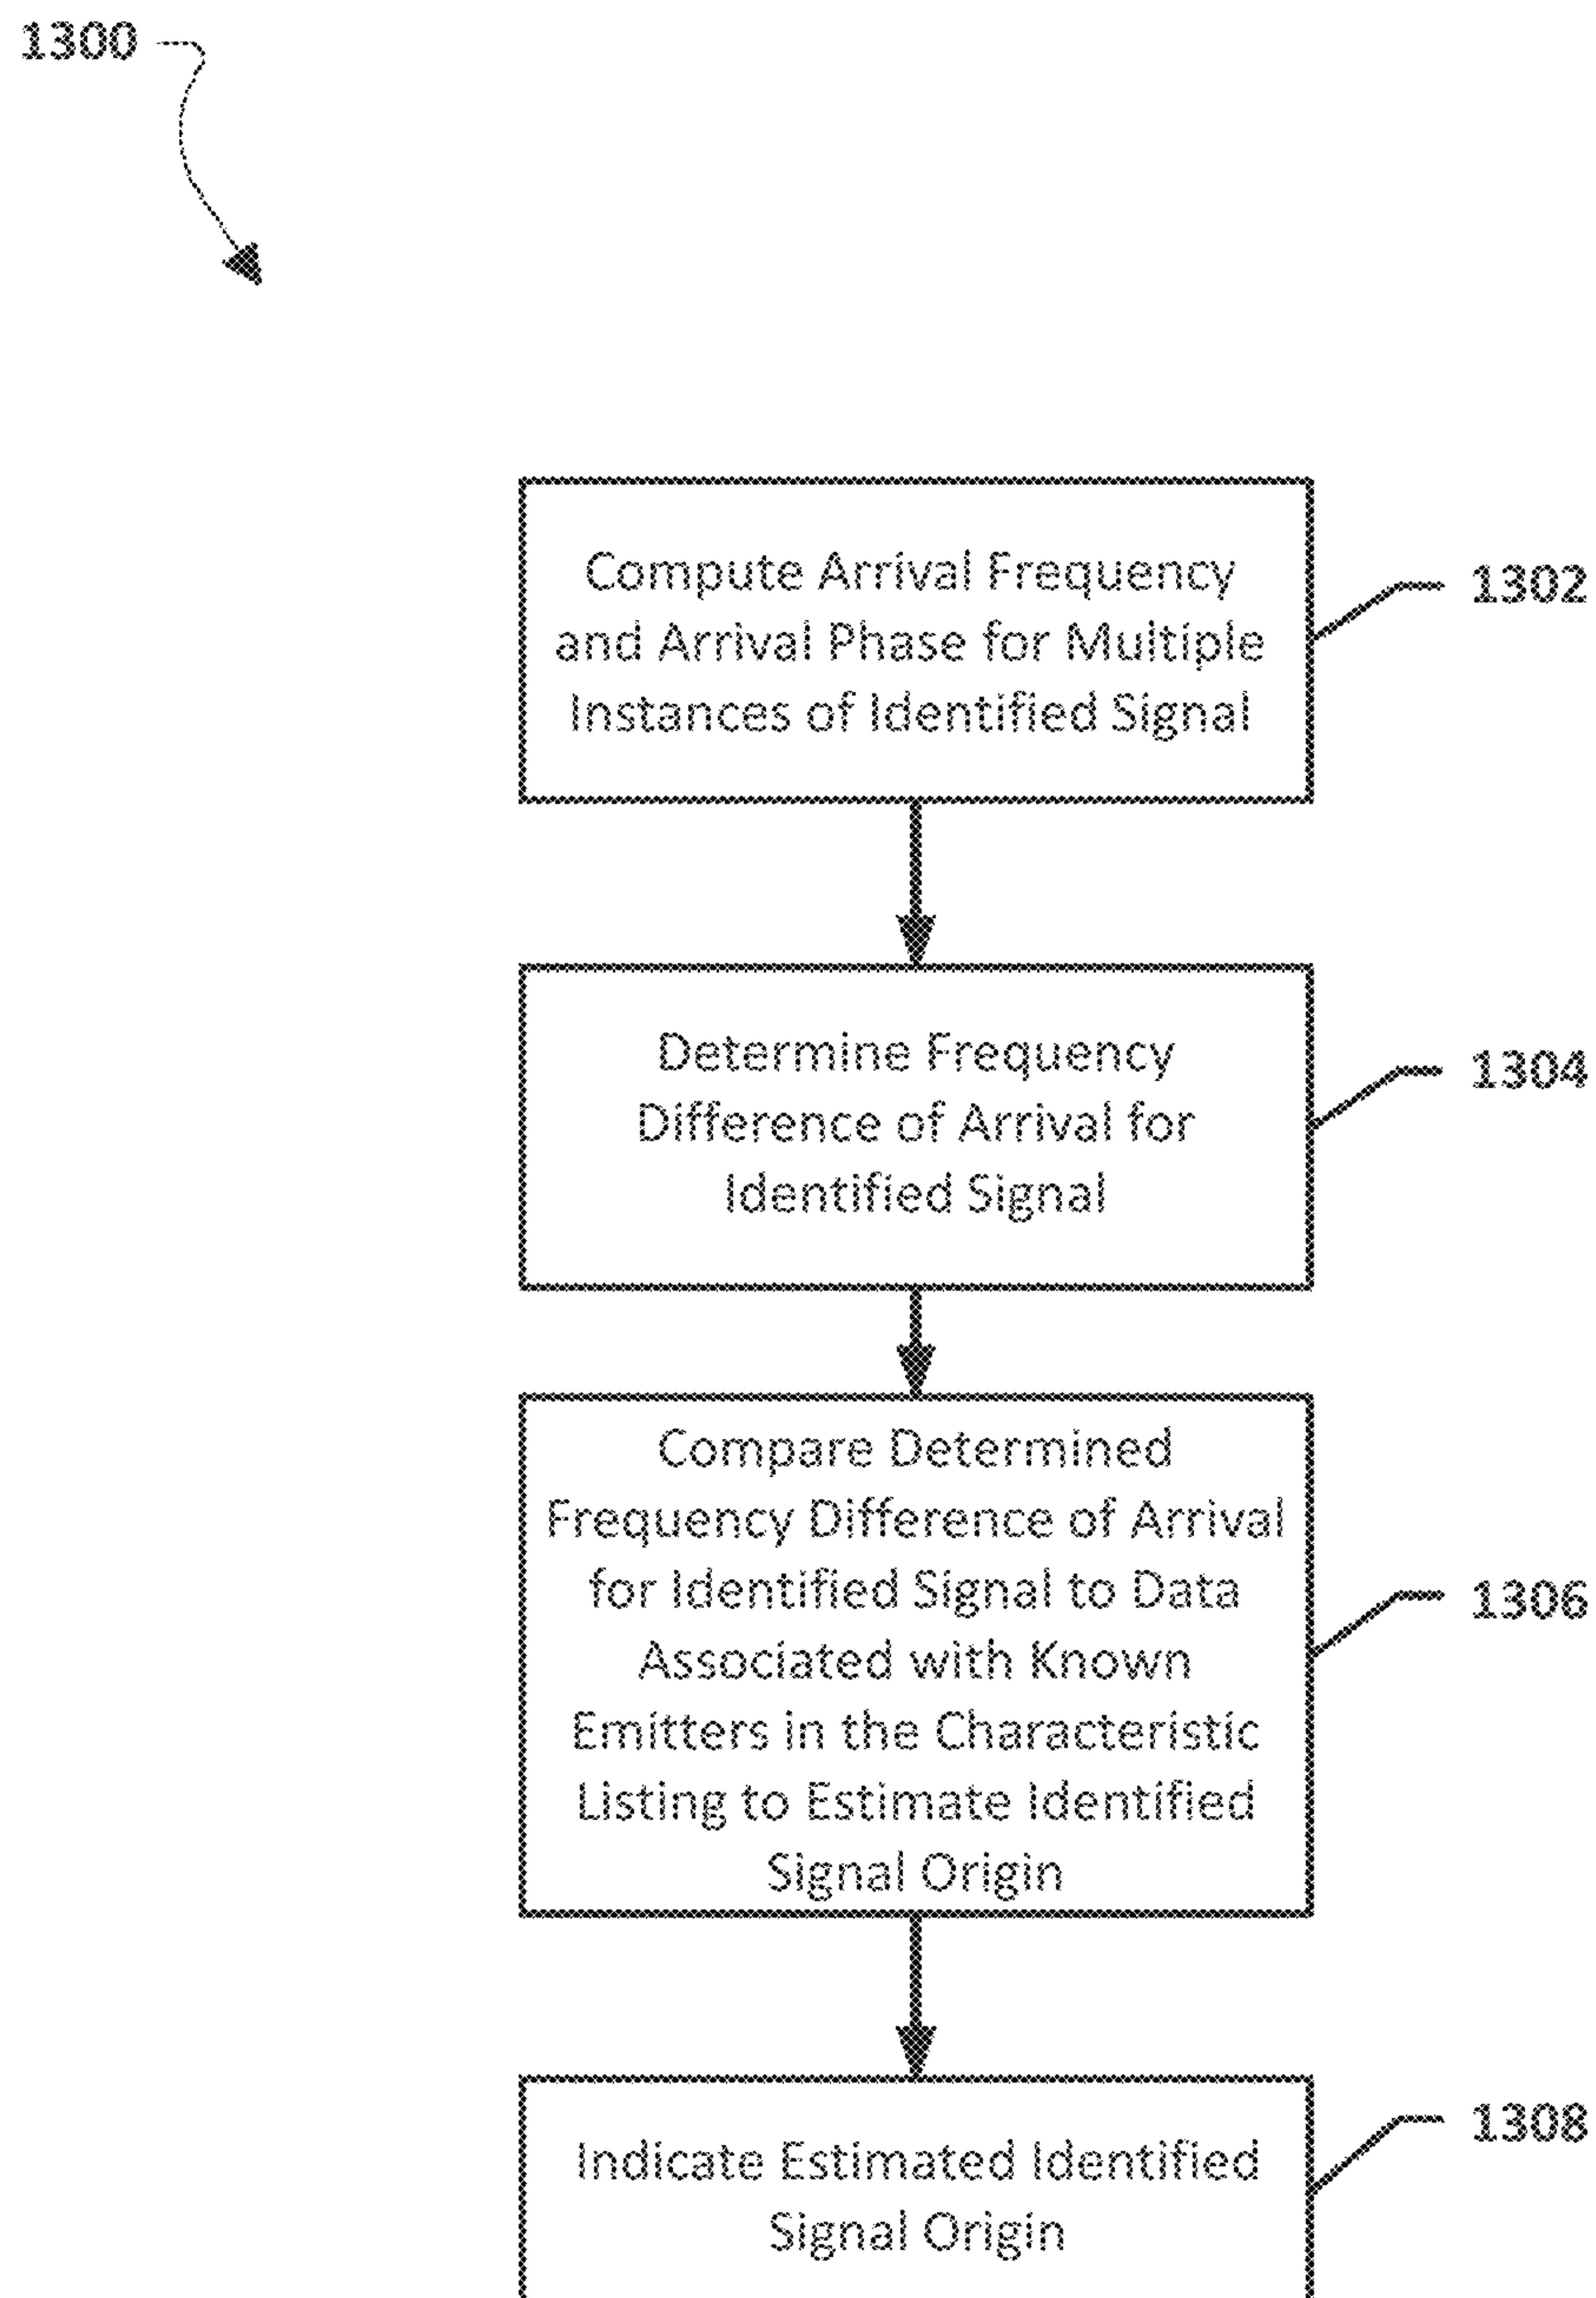 1300
Compute Arrival Frequency
and Arrival Phase for Multiple
Instances of Identified Signal
1302
Determine Frequency
Difference of Arrival for
Identified Signal
1304
Compare Determined
Frequency Difference of Arrival
for Identified Signal to Data
Associated with Known
Emitters in the Characteristic
Listing to Estimate Identified
Signal Origin
1306
Indicate Estimated Identified
Signal Origin
1308